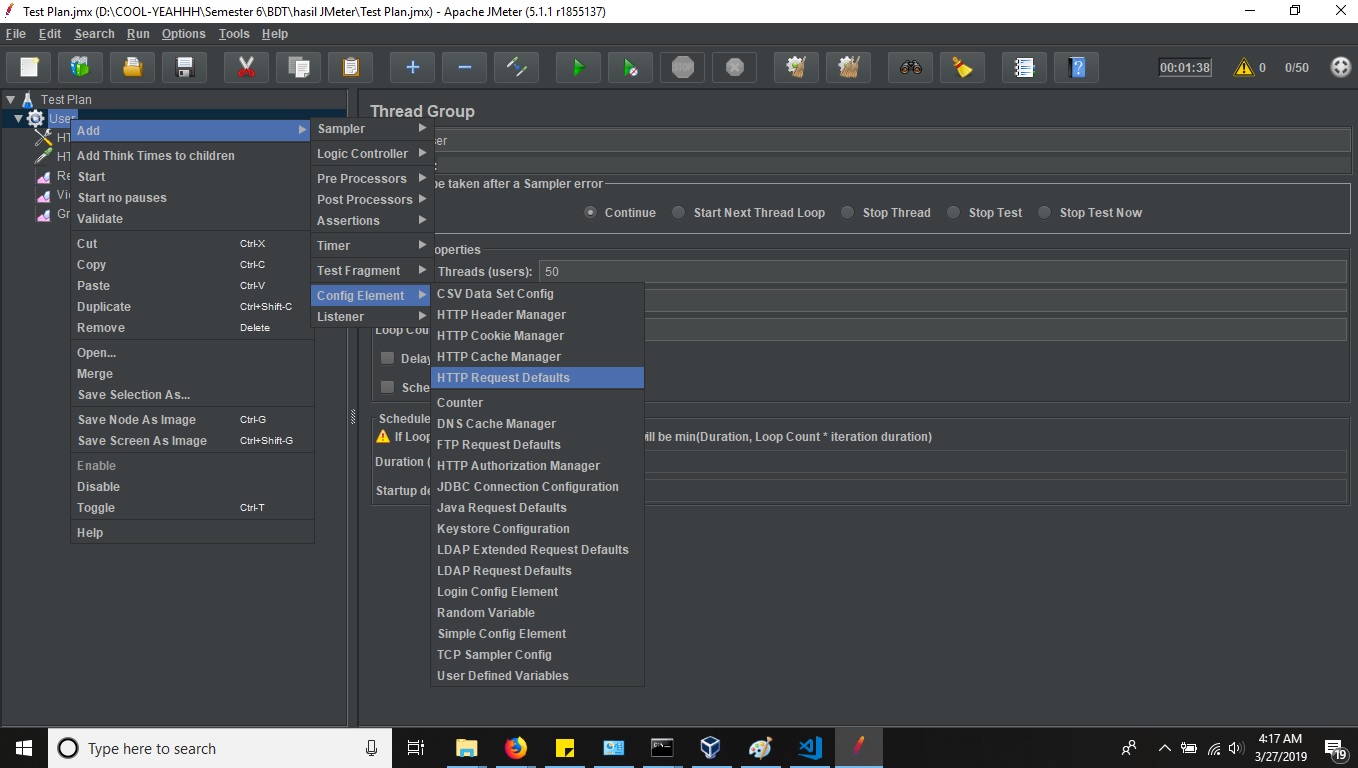 Test Plan.jmx (D:\COOL-YEAHHH\Semester 6\BDT\hasil JMeter\Test Plan.jmx) - Apache JMeter (5.1.1 r1855137)
File Edit Search Run Options Tools Help
00:01:38 0 0/50
Test Plan
User
HT
HT
Re
Vi
Gr
Add
Add Think Times to children
Start
Start no pauses
Validate
Cut Ctrl-X
Copy Ctrl-C
Paste Ctrl-V
Duplicate Ctrl+Shift-C
Remove Delete
Open...
Merge
Save Selection As...
Save Node As Image Ctrl-G
Save Screen As Image Ctrl+Shift-G
Enable
Disable
Toggle Ctrl-T
Help
Sampler
Logic Controller
Pre Processors
Post Processors
Assertions
Timer
Test Fragment
Config Element
Listener
CSV Data Set Config
HTTP Header Manager
HTTP Cookie Manager
HTTP Cache Manager
HTTP Request Defaults
Counter
DNS Cache Manager
FTP Request Defaults
HTTP Authorization Manager
JDBC Connection Configuration
Java Request Defaults
Keystore Configuration
LDAP Extended Request Defaults
LDAP Request Defaults
Login Config Element
Random Variable
Simple Config Element
TCP Sampler Config
User Defined Variables
Thread Group
er
:
be taken after a Sampler error
Continue Start Next Thread Loop Stop Thread Stop Test Stop Test Now
operties
Threads (users): 50
Loop Cou
Delay
Sche
Schedule
If Loop ill be min(Duration, Loop Count * iteration duration)
Duration (
Startup de
Type here to search
4:17 AM
3/27/2019
19